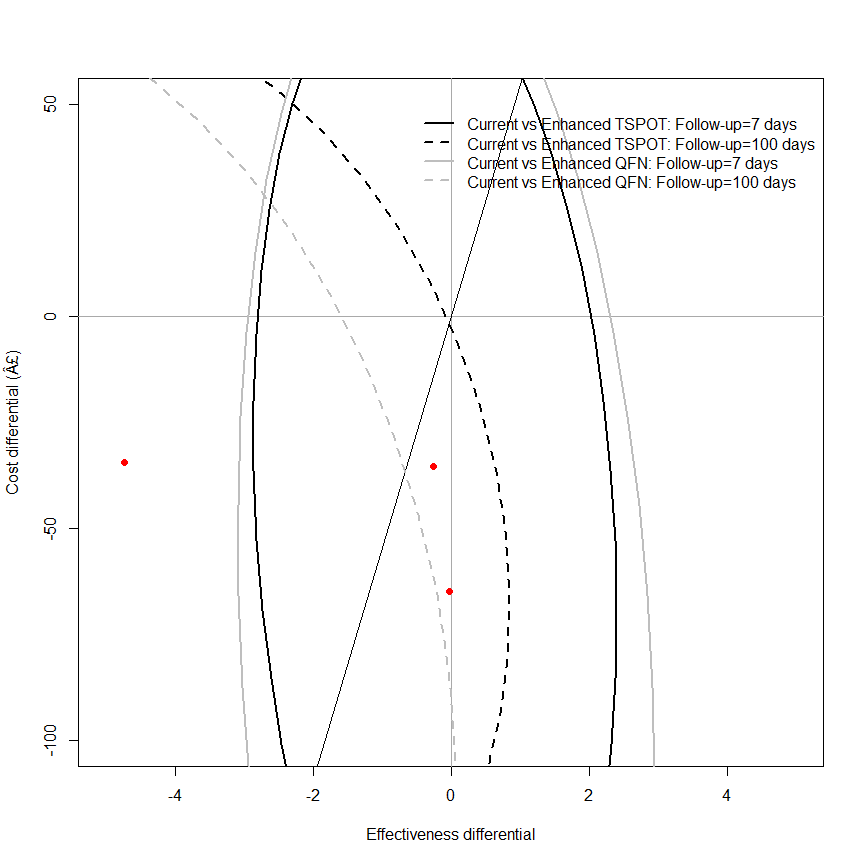 Current vs Enhanced TSPOT: Follow-up=7 days
Current vs Enhanced TSPOT: Follow-up=100 days
Current vs Enhanced QFN: Follow-up=7 days
Current vs Enhanced QFN: Follow-up=100 days
50
0
-50
-100
Cost differential (Â£)
-4 -2 0 2 4
Effectiveness differential